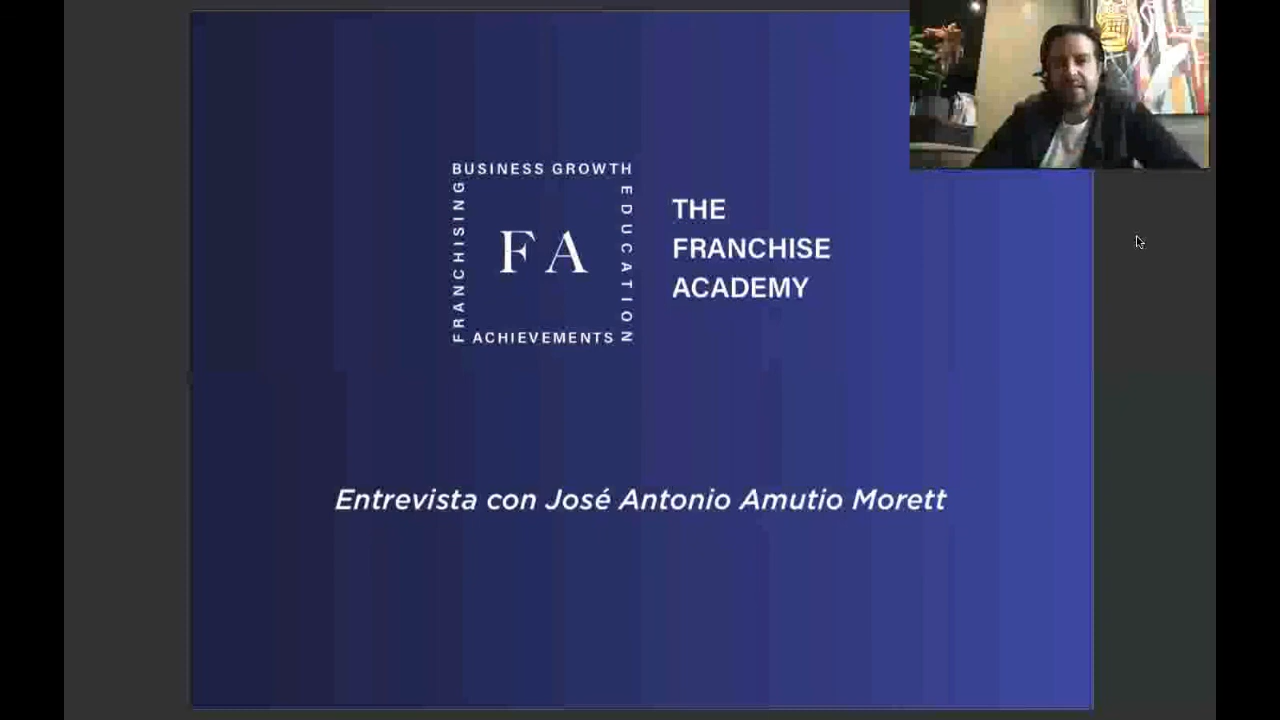 BUSINESS GROWTH
FRANCHISING
EDUCATION
FA
ACHIEVEMENTS
THE
FRANCHISE
ACADEMY
Entrevista con José Antonio Amutio Morett